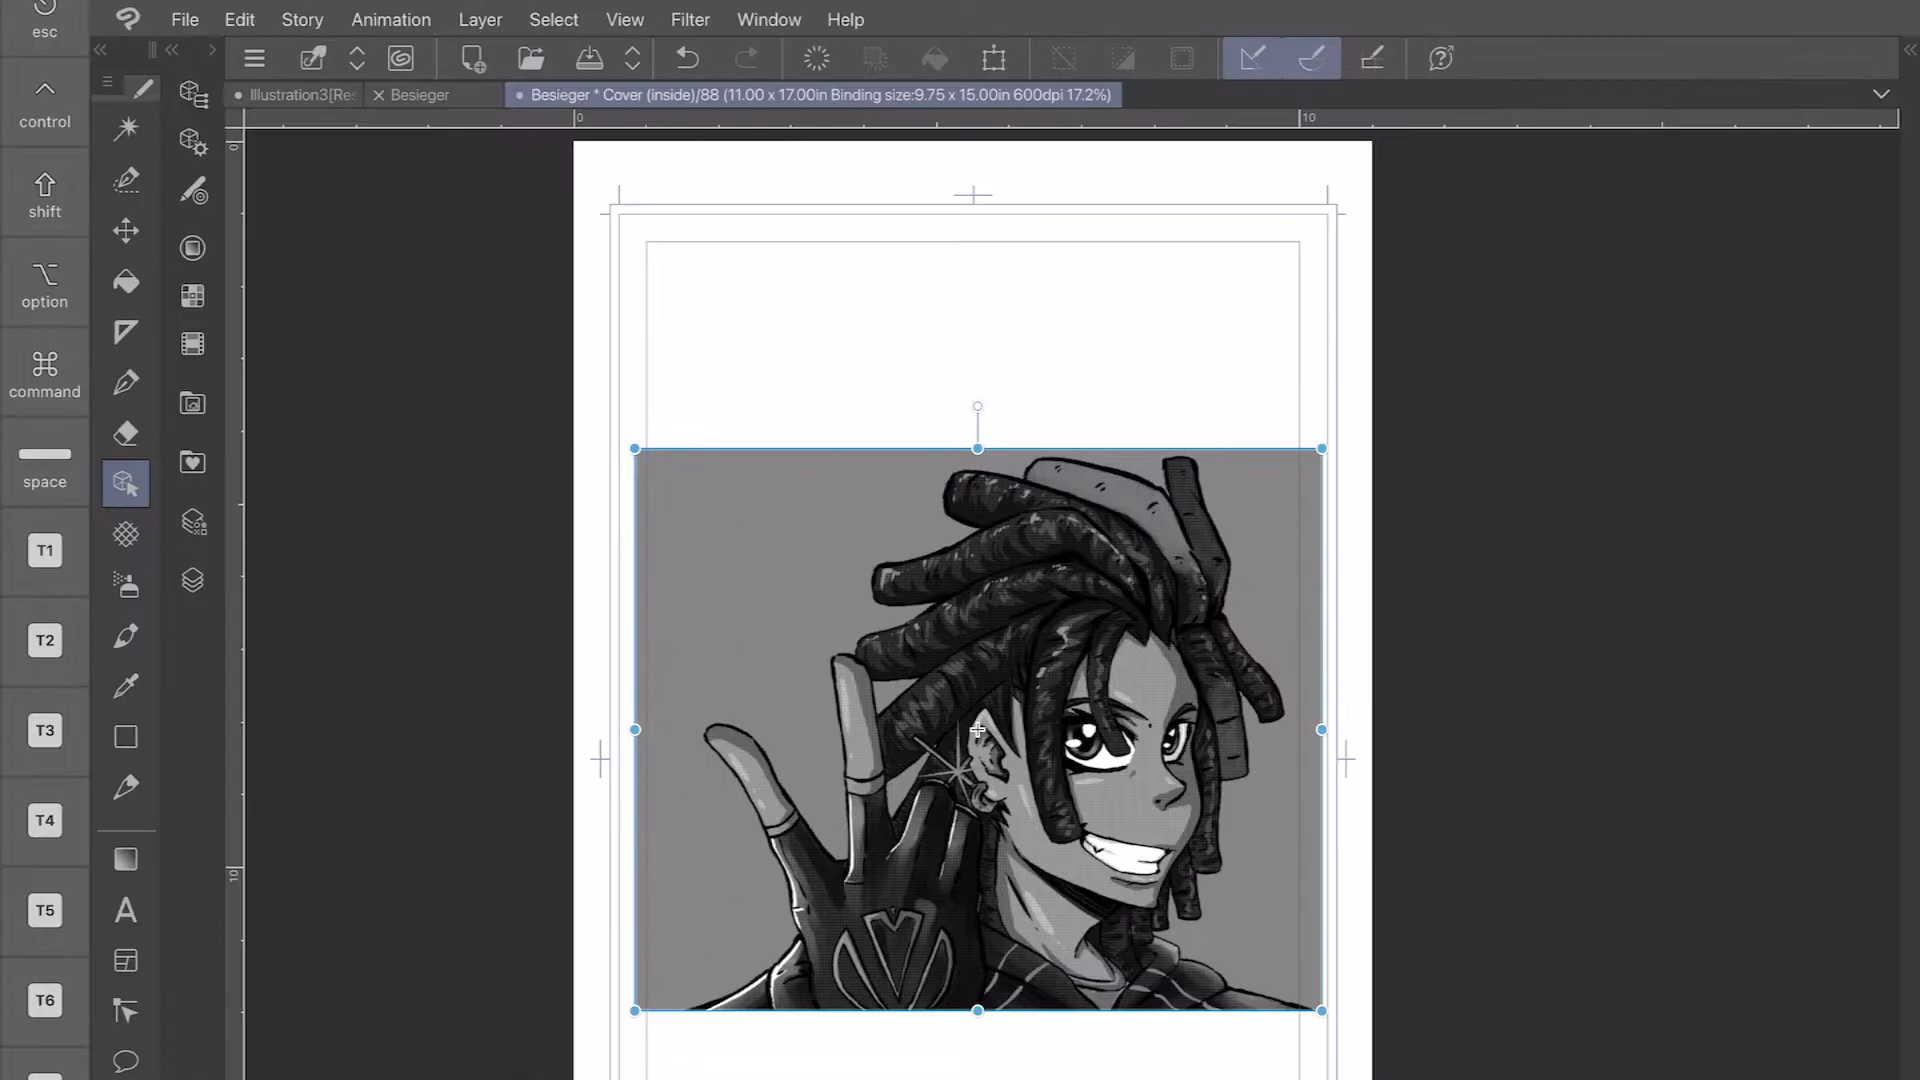 esc
control
shift
option
command
space
T1
T2
T3
T4
T5
T6
File Edit Story Animation Layer Select View Filter Window Help
Illustration3[Res
Besieger
Besieger * Cover (inside)/88 (11.00 x 17.00in Binding size:9.75 x 15.00in 600dpi 17.2%)
0 10
0
10